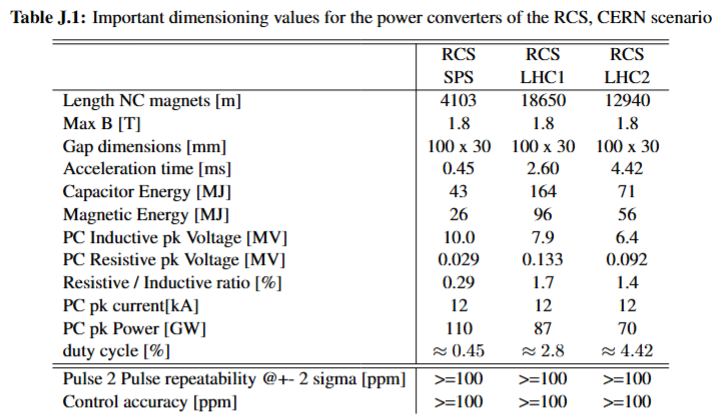 Table J.1: Important dimensioning values for the power converters of the RCS, CERN scenario
RCS RCS RCS
SPS LHC1 LHC2
Length NC magnets [m] 4103 18650 12940
Max B [T] 1.8 1.8 1.8
Gap dimensions [mm] 100 x 30 100 x 30 100 x 30
Acceleration time [ms] 0.45 2.60 4.42
Capacitor Energy [MJ] 43 164 71
Magnetic Energy [MJ] 26 96 56
PC Inductive pk Voltage [MV] 10.0 7.9 6.4
PC Resistive pk Voltage [MV] 0.029 0.133 0.092
Resistive / Inductive ratio [%] 0.29 1.7 1.4
PC pk current[kA] 12 12 12
PC pk Power [GW] 110 87 70
duty cycle [%] ≈ 0.45 ≈ 2.8 ≈ 4.42
Pulse 2 Pulse repeatability @+- 2 sigma [ppm] >=100 >=100 >=100
Control accuracy [ppm] >=100 >=100 >=100